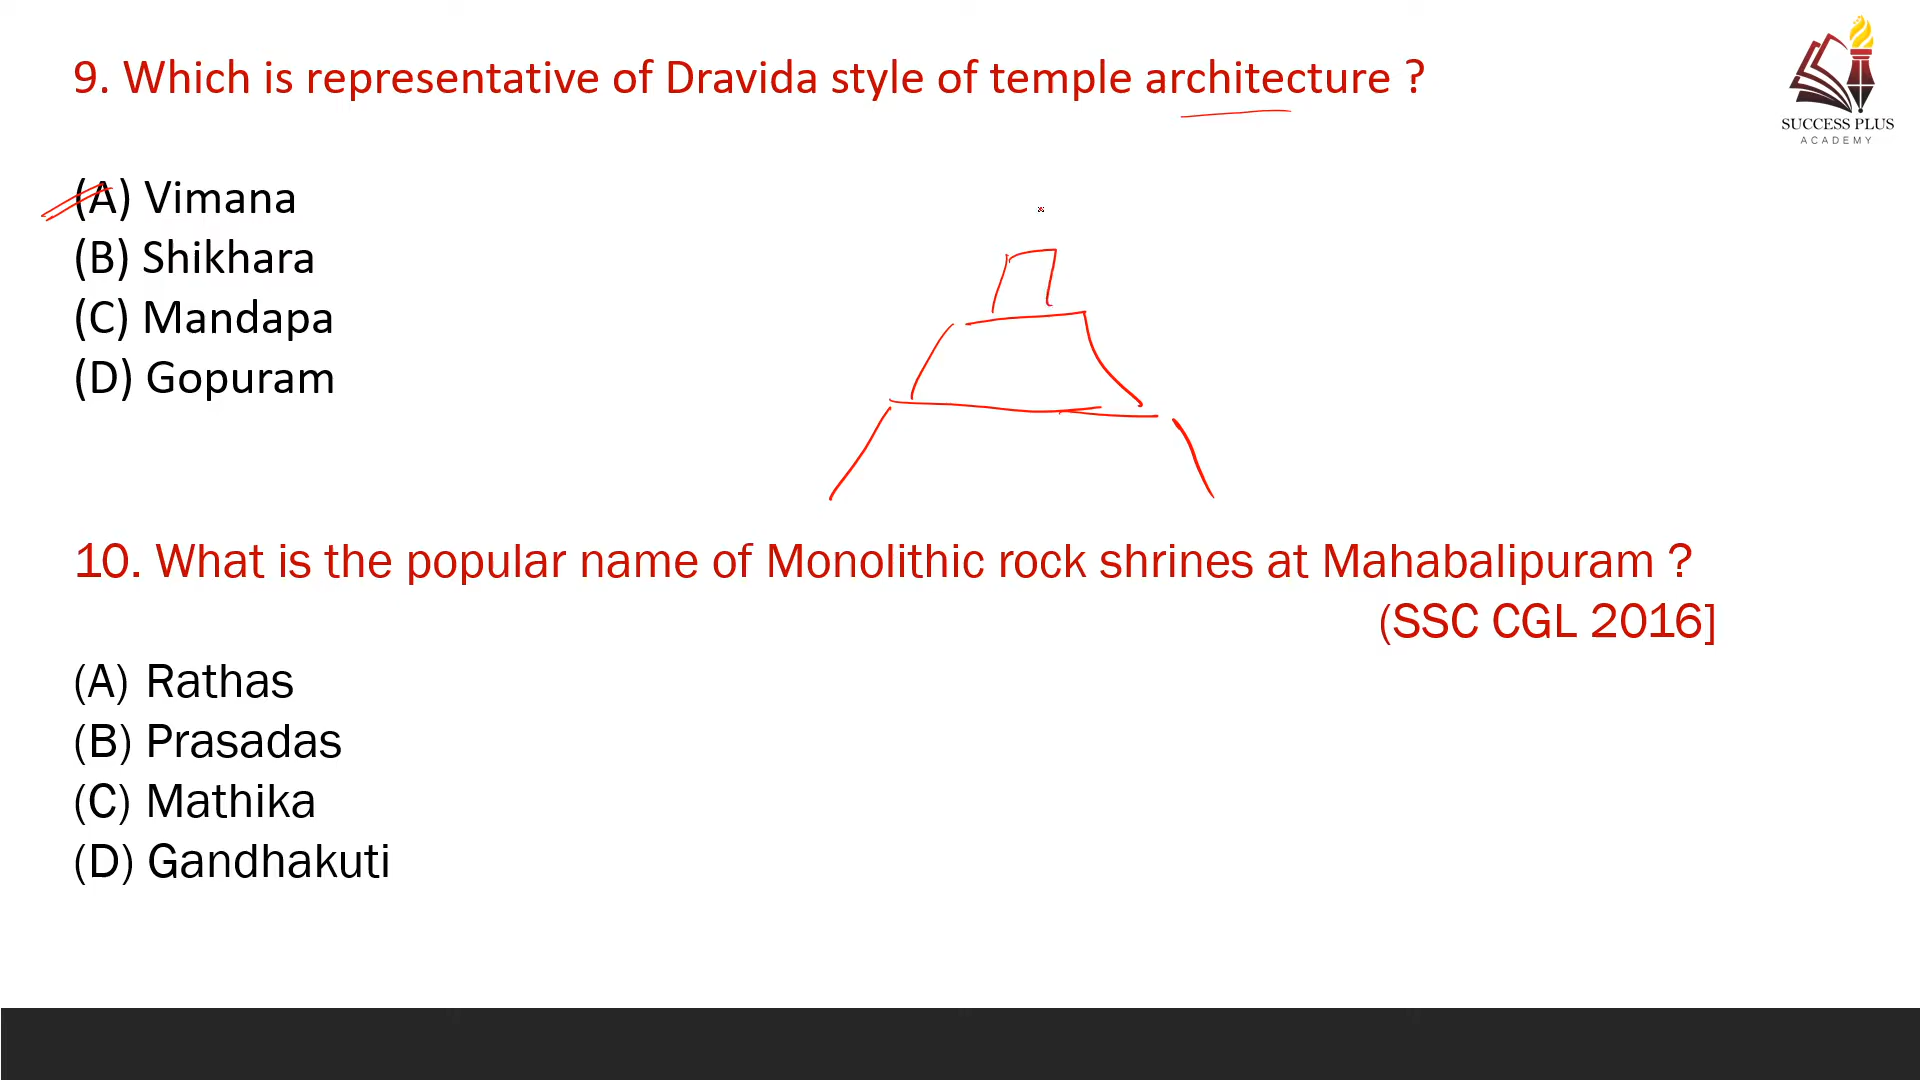 9. Which is representative of Dravida style of temple architecture ?
SUCCESS PLUS
ACADEMY
(A) Vimana
(B) Shikhara
(C) Mandapa
(D) Gopuram
10. What is the popular name of Monolithic rock shrines at Mahabalipuram ?
(SSC CGL 2016]
(A) Rathas
(B) Prasadas
(C) Mathika
(D) Gandhakuti